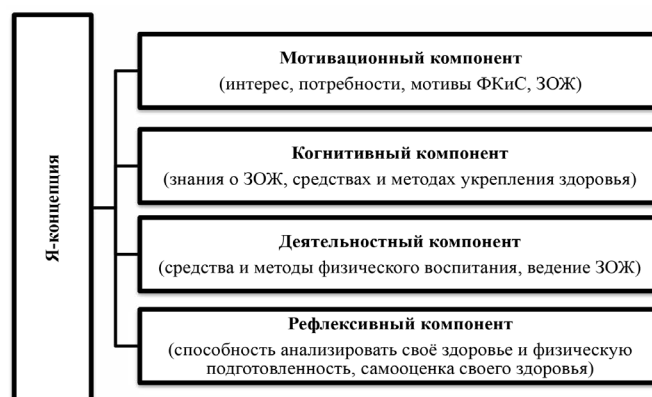 Я-концепция
Мотивационный компонент
(интерес, потребности, мотивы ФКиС, ЗОЖ)
Когнитивный компонент
(знания о ЗОЖ, средствах и методах укрепления здоровья)
Деятельностный компонент
(средства и методы физического воспитания, ведение ЗОЖ)
Рефлексивный компонент
(способность анализировать своё здоровье и физическую
подготовленность, самооценка своего здоровья)